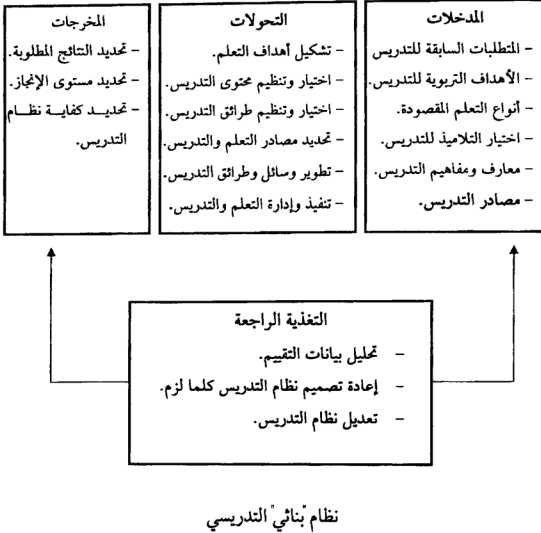 المدخلات
– المتطلبات السابقة للتدريس
– الأهداف التربوية للتدريس.
– أنواع التعلم المقصودة.
– اختيار التلاميذ للتدريس.
– معارف ومفاهيم التدريس.
– مصادر التدريس.
التحولات
– تشكيل أهداف التعلم.
– اختيار وتنظيم محتوى التدريس.
– اختيار وتنظيم طرائق التدريس.
– تحديد مصادر التعلم والتدريس.
– تطوير وسائل وطرائق التدريس.
– تنفيذ وإدارة التعلم والتدريس.
المخرجات
– تحديد النتائج المطلوبة.
– تحديد مستوى الإنجاز.
– تحديد كفاية نظام
التدريس.
التغذية الراجعة
– تحليل بيانات التقييم.
– إعادة تصميم نظام التدريس كلما لزم.
– تعديل نظام التدريس.
نظام "بنائي" التدريسي